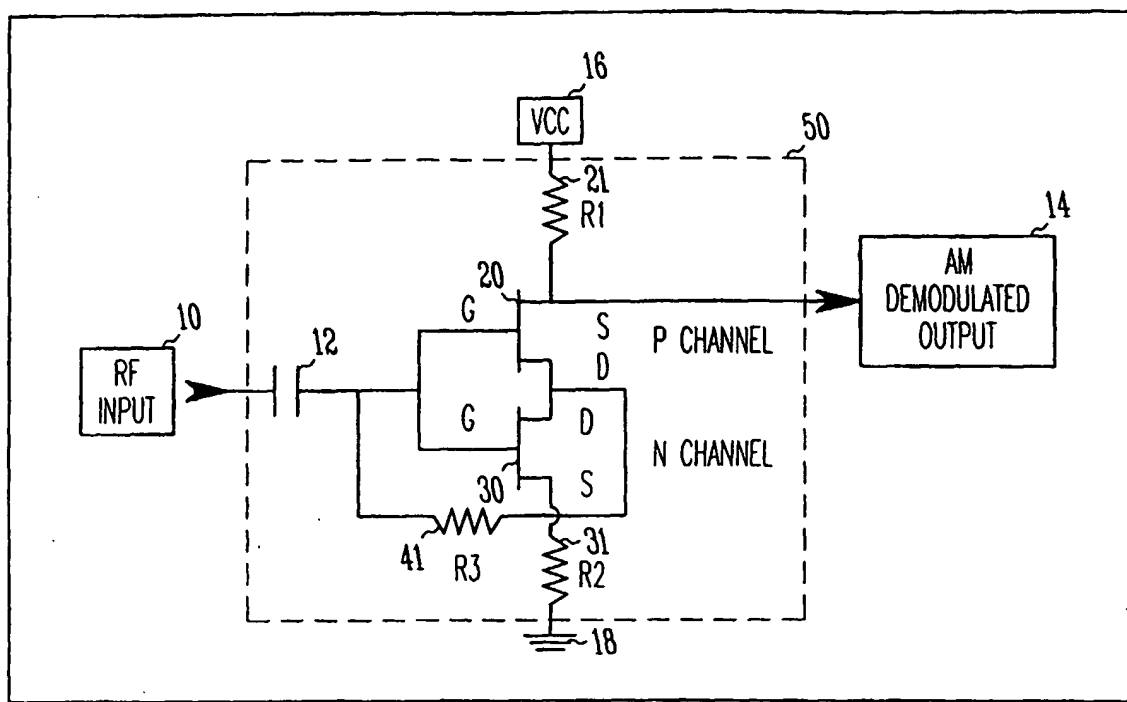 16
VCC
50
21
R1
14
AM
DEMODULATED
OUTPUT
20
G
S
P CHANNEL
10
RF
INPUT
12
D
G
D
N CHANNEL
30
S
41
R3
31
R2
18